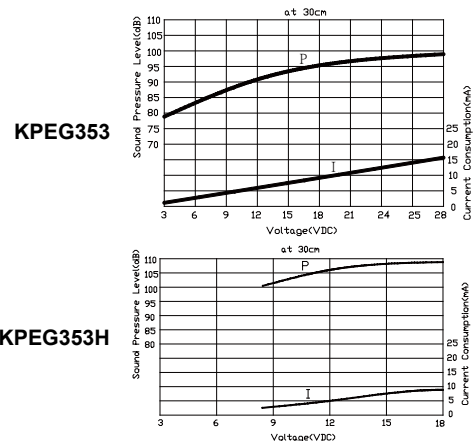 at 30cm
110
105
100
95
90
85
80
75
70
Sound Pressure Level(dB)
P
I
25
20
15
10
5
0
Current Consumption(mA)
3 6 9 12 15 18 21 24 25 28
Voltage(VDC)
KPEG353
at 30cm
110
105
100
95
90
85
80
Sound Pressure Level(dB)
P
I
25
20
15
10
5
0
Current Consumption(mA)
3 6 9 12 15 18
Voltage(VDC)
KPEG353H